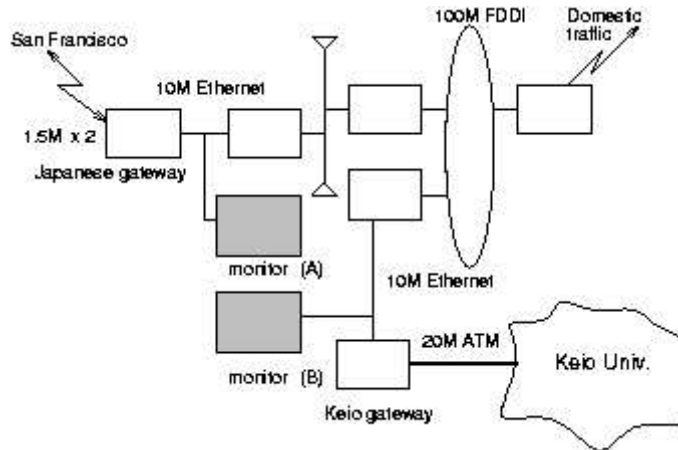 100M FDDI
Domestic
traffic
San Francisco
10M Ethernet
1.5M x 2
Japanese gateway
monitor (A)
10M Ethernet
20M ATM
Keio Univ.
monitor (B)
Keio gateway